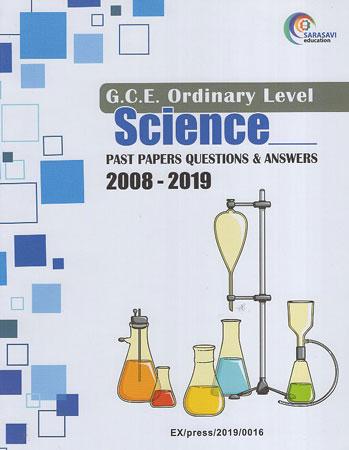 SARASAVI
education
G.C.E. Ordinary Level
Science
PAST PAPERS QUESTIONS & ANSWERS
2008 - 2019
EX/press/2019/0016